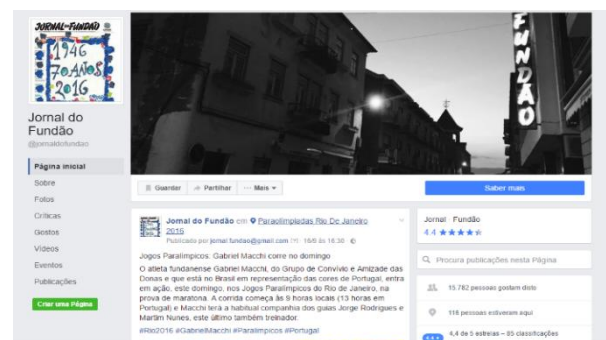 JORNAL DO FUNDÃO
1946
70 ANOS
2016
FUNDÃO
Jornal do
Fundão
@jornaldofundao
Página inicial
Sobre
Fotos
Críticas
Gostos
Vídeos
Eventos
Publicações
Criar uma Página
Guardar
Partilhar
Mais
Saber mais
Jornal do Fundão em Paraolimpíadas Rio De Janeiro
2016
Publicado por jornal.fundao@gmail.com [?] · 16/9 às 16:30 ·
Jogos Paralímpicos: Gabriel Macchi corre no domingo
O atleta fundanense Gabriel Macchi, do Grupo de Convívio e Amizade das
Donas e que está no Brasil em representação das cores de Portugal, entra
em ação, este domingo, nos Jogos Paralímpicos do Rio de Janeiro, na
prova de maratona. A corrida começa às 9 horas locais (13 horas em
Portugal) e Macchi terá a habitual companhia dos guias Jorge Rodrigues e
Martim Nunes, este último também treinador.
#Rio2016 #GabrielMacchi #Paralimpicos #Portugal
Jornal · Fundão
4.4
Procura publicações nesta Página
15.782 pessoas gostam disto
116 pessoas estiveram aqui
4,4 de 5 estrelas – 85 classificações